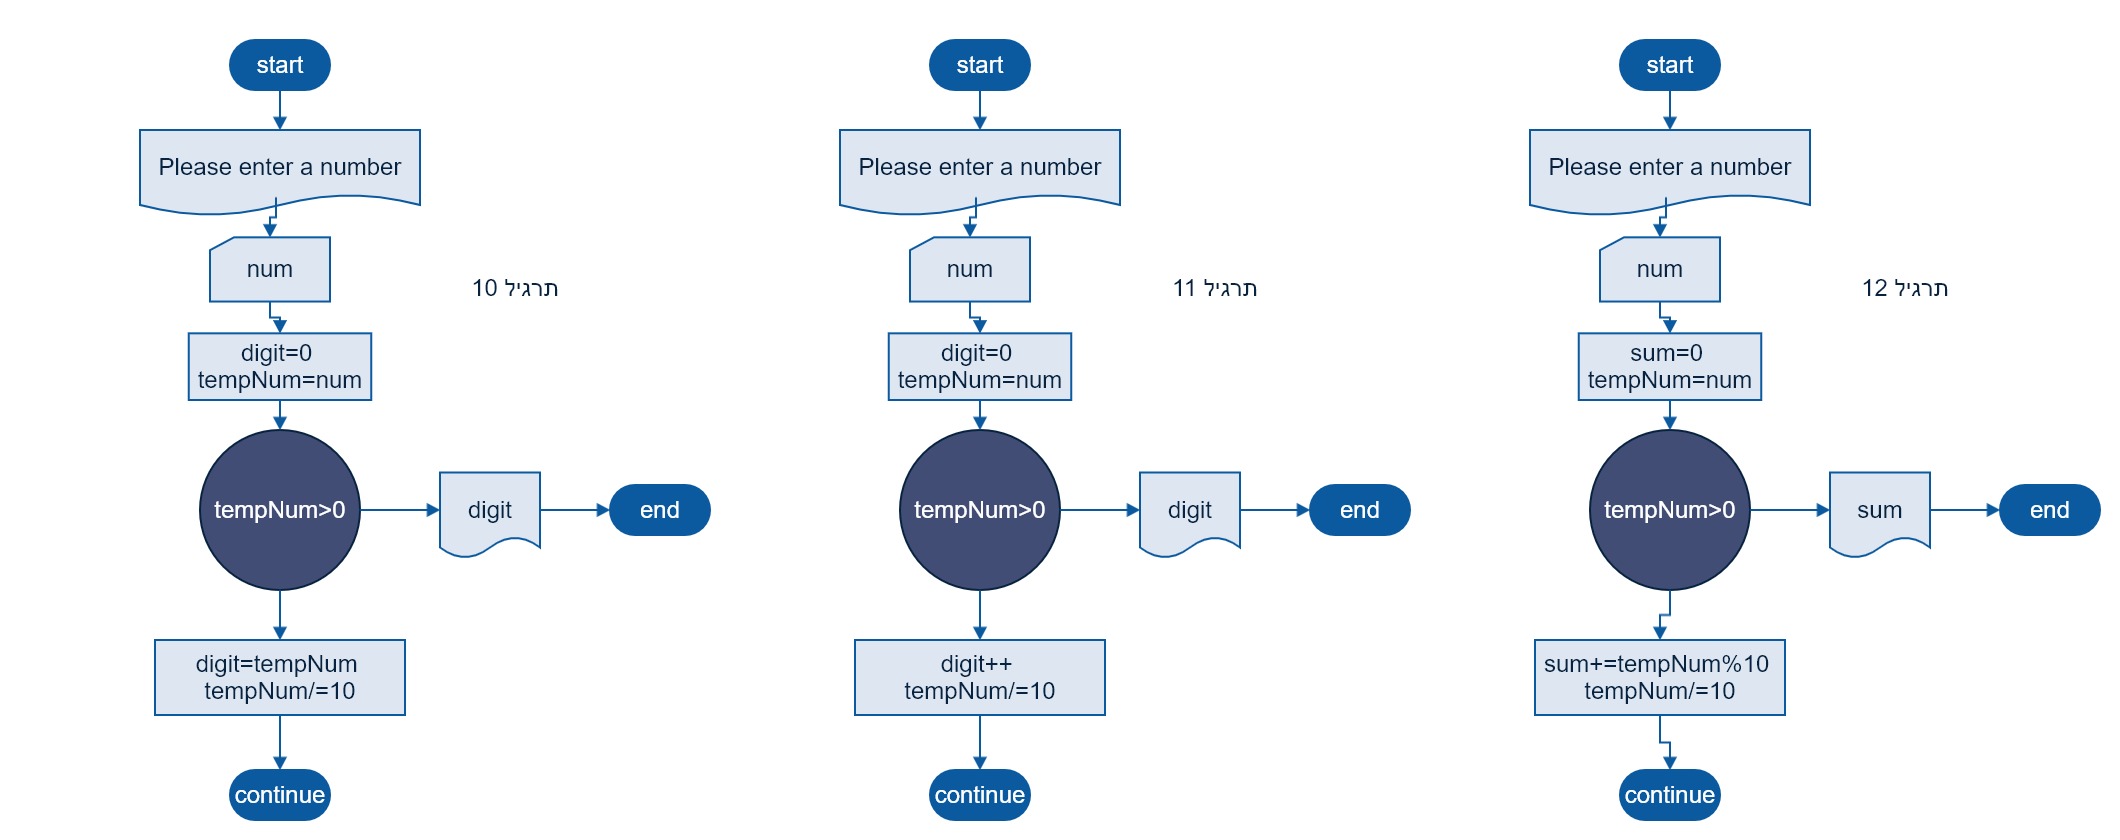 start
Please enter a number
num
תרגיל 10
digit=0
tempNum=num
tempNum>0
digit
end
digit=tempNum
tempNum/=10
continue
start
Please enter a number
num
תרגיל 11
digit=0
tempNum=num
tempNum>0
digit
end
digit++
tempNum/=10
continue
start
Please enter a number
num
תרגיל 12
sum=0
tempNum=num
tempNum>0
sum
end
sum+=tempNum%10
tempNum/=10
continue